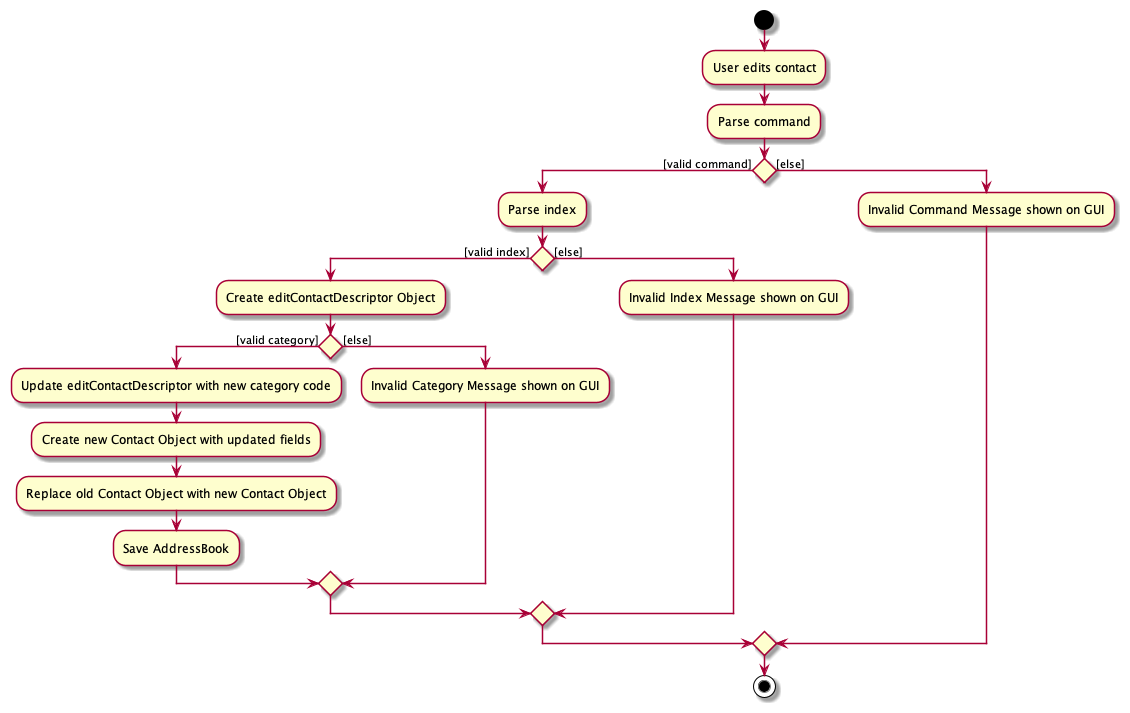 User edits contact
Parse command
[valid command]
[else]
Parse index
Invalid Command Message shown on GUI
[valid index]
[else]
Create editContactDescriptor Object
Invalid Index Message shown on GUI
[valid category]
[else]
Update editContactDescriptor with new category code
Invalid Category Message shown on GUI
Create new Contact Object with updated fields
Replace old Contact Object with new Contact Object
Save AddressBook